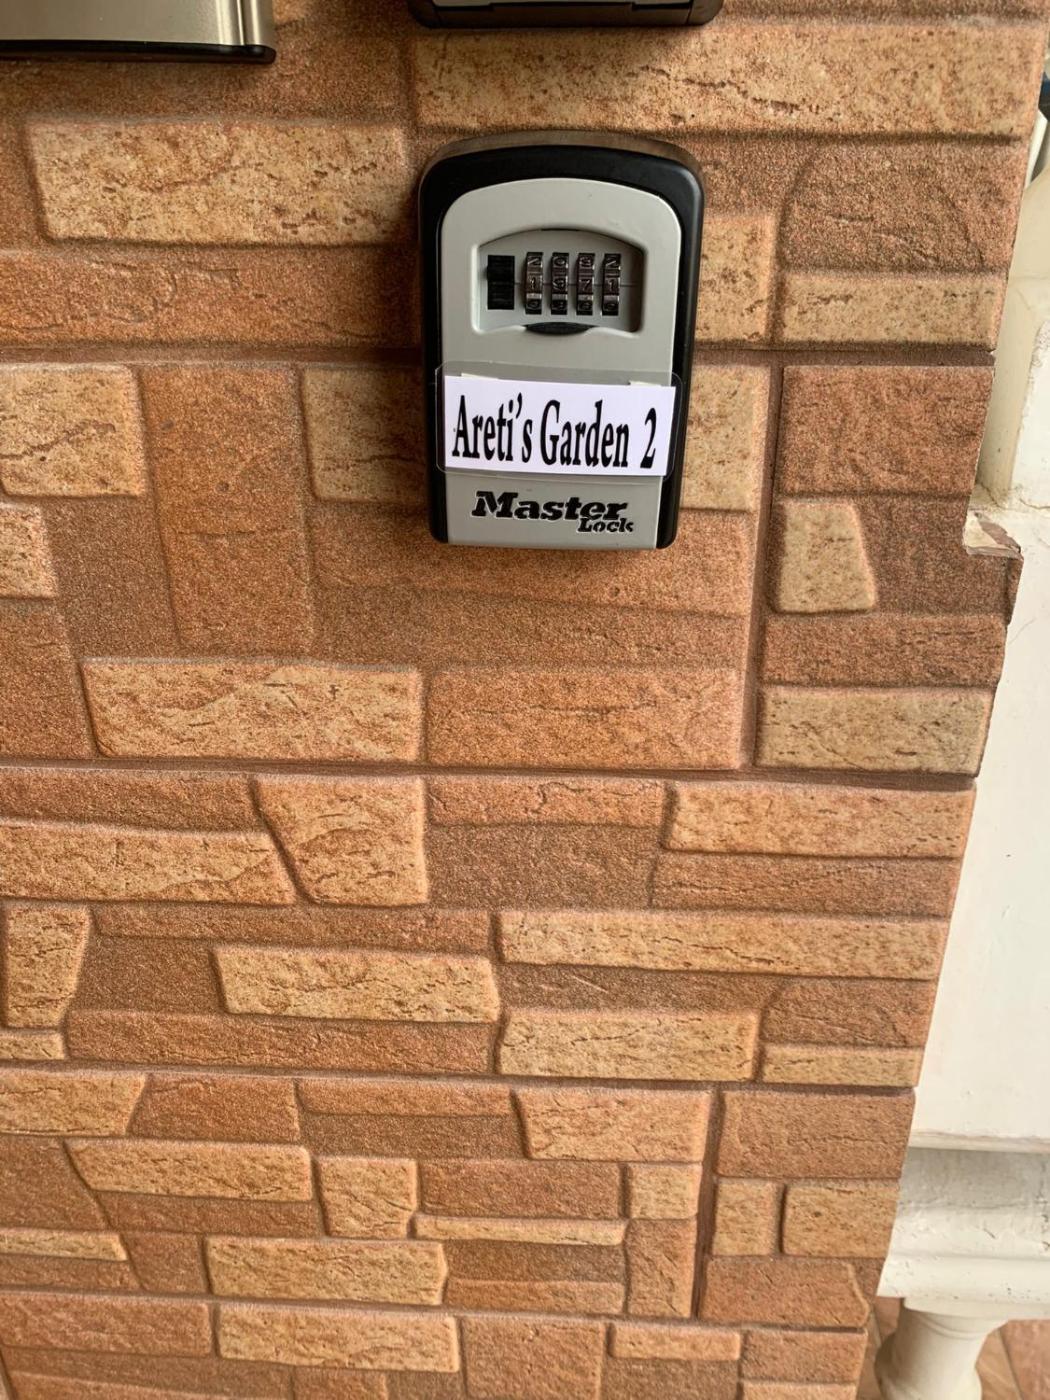 Areti's Garden 2
Master
Lock